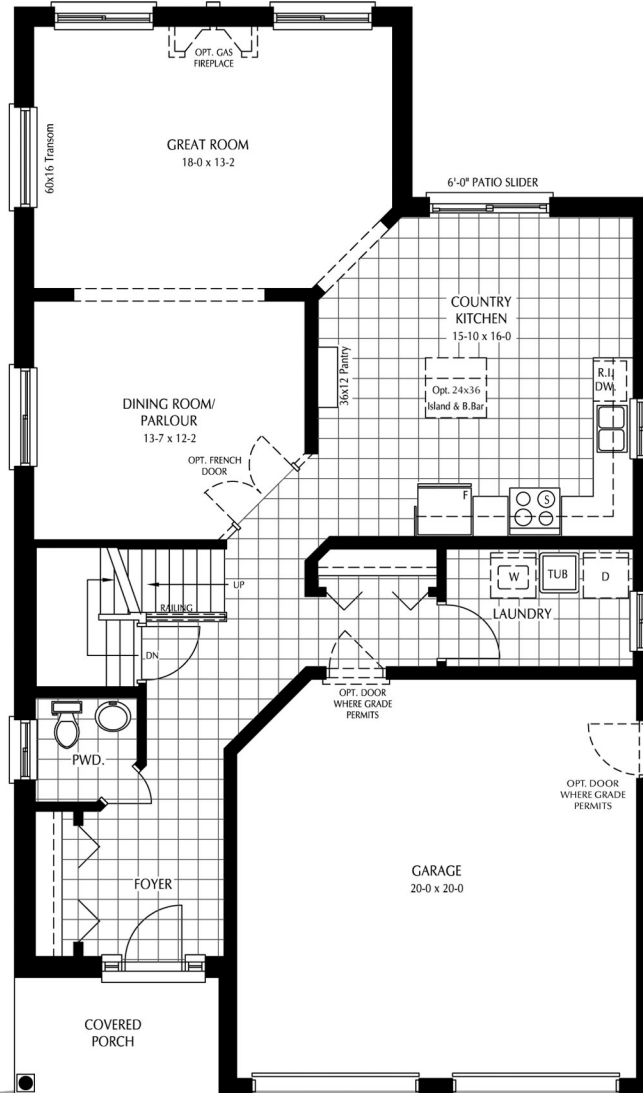 OPT. GAS
FIREPLACE
GREAT ROOM
18-0 x 13-2
60x16 Transom
6'-0" PATIO SLIDER
COUNTRY
KITCHEN
15-10 x 16-0
36x12 Pantry
Opt. 24x36
Island & B.Bar
R.I.
DW.
DINING ROOM/
PARLOUR
13-7 x 12-2
OPT. FRENCH
DOOR
F
S
UP
RAILING
DN
W
TUB
D
LAUNDRY
OPT. DOOR
WHERE GRADE
PERMITS
PWD.
OPT. DOOR
WHERE GRADE
PERMITS
FOYER
GARAGE
20-0 x 20-0
COVERED
PORCH